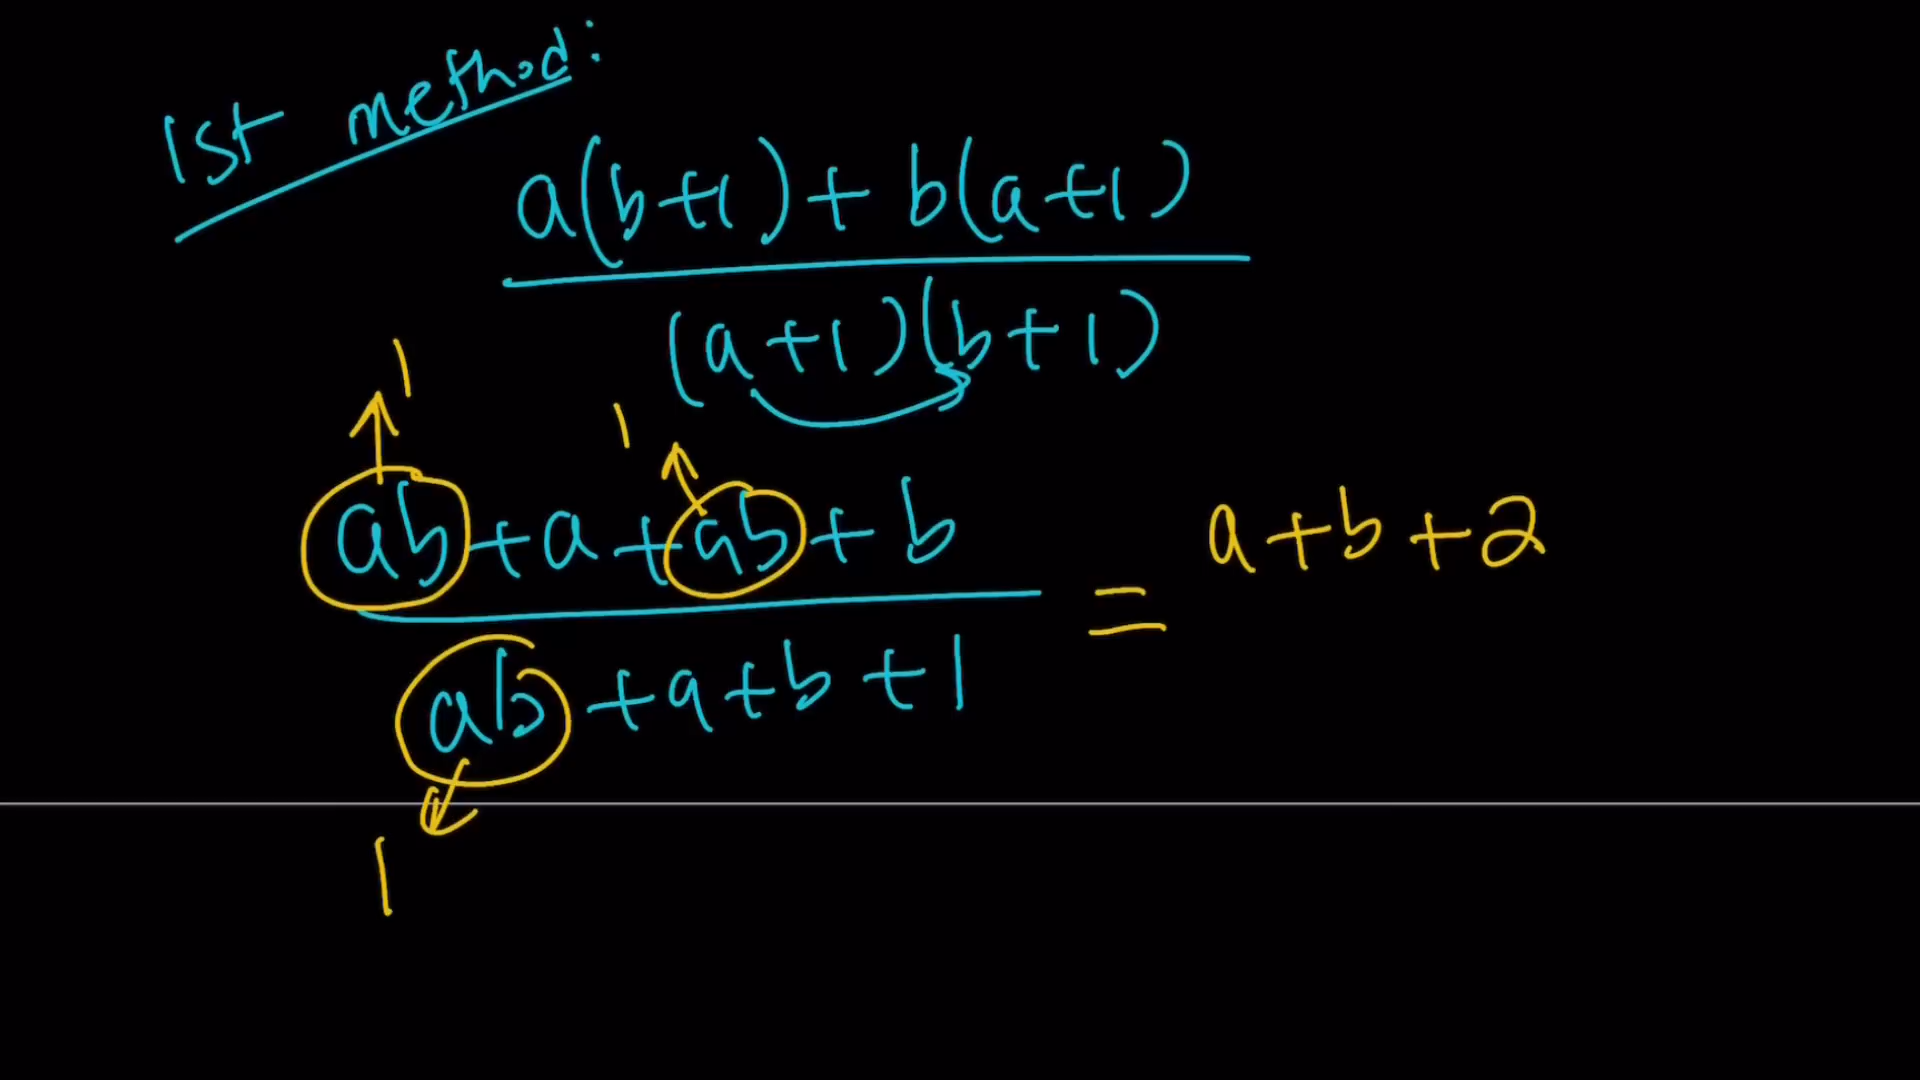 1st method:
a(b+1)+b(a+1)
(a+1)(b+1)
1
1
ab+a+ab+b
= a+b+2
ab+a+b+1
1